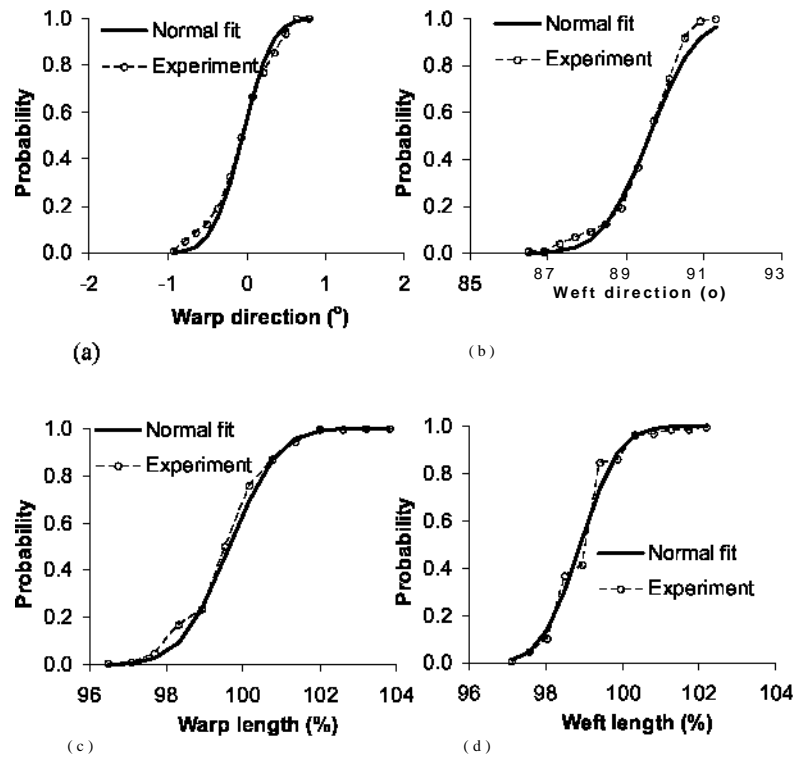 1.0
0.8
0.6
0.4
0.2
0.0
Probability
Normal fit
Experiment
-2 -1 0 1 2
Warp direction (º)
(a)
1.0
0.8
0.6
0.4
0.2
0.0
Probability
Normal fit
Experiment
85 87 89 91 93
Weft direction (o)
(b)
1.0
0.8
0.6
0.4
0.2
0.0
Probability
Normal fit
Experiment
96 98 100 102 104
Warp length (%)
(c)
1.0
0.8
0.6
0.4
0.2
0.0
Probability
Normal fit
Experiment
96 98 100 102 104
Weft length (%)
(d)